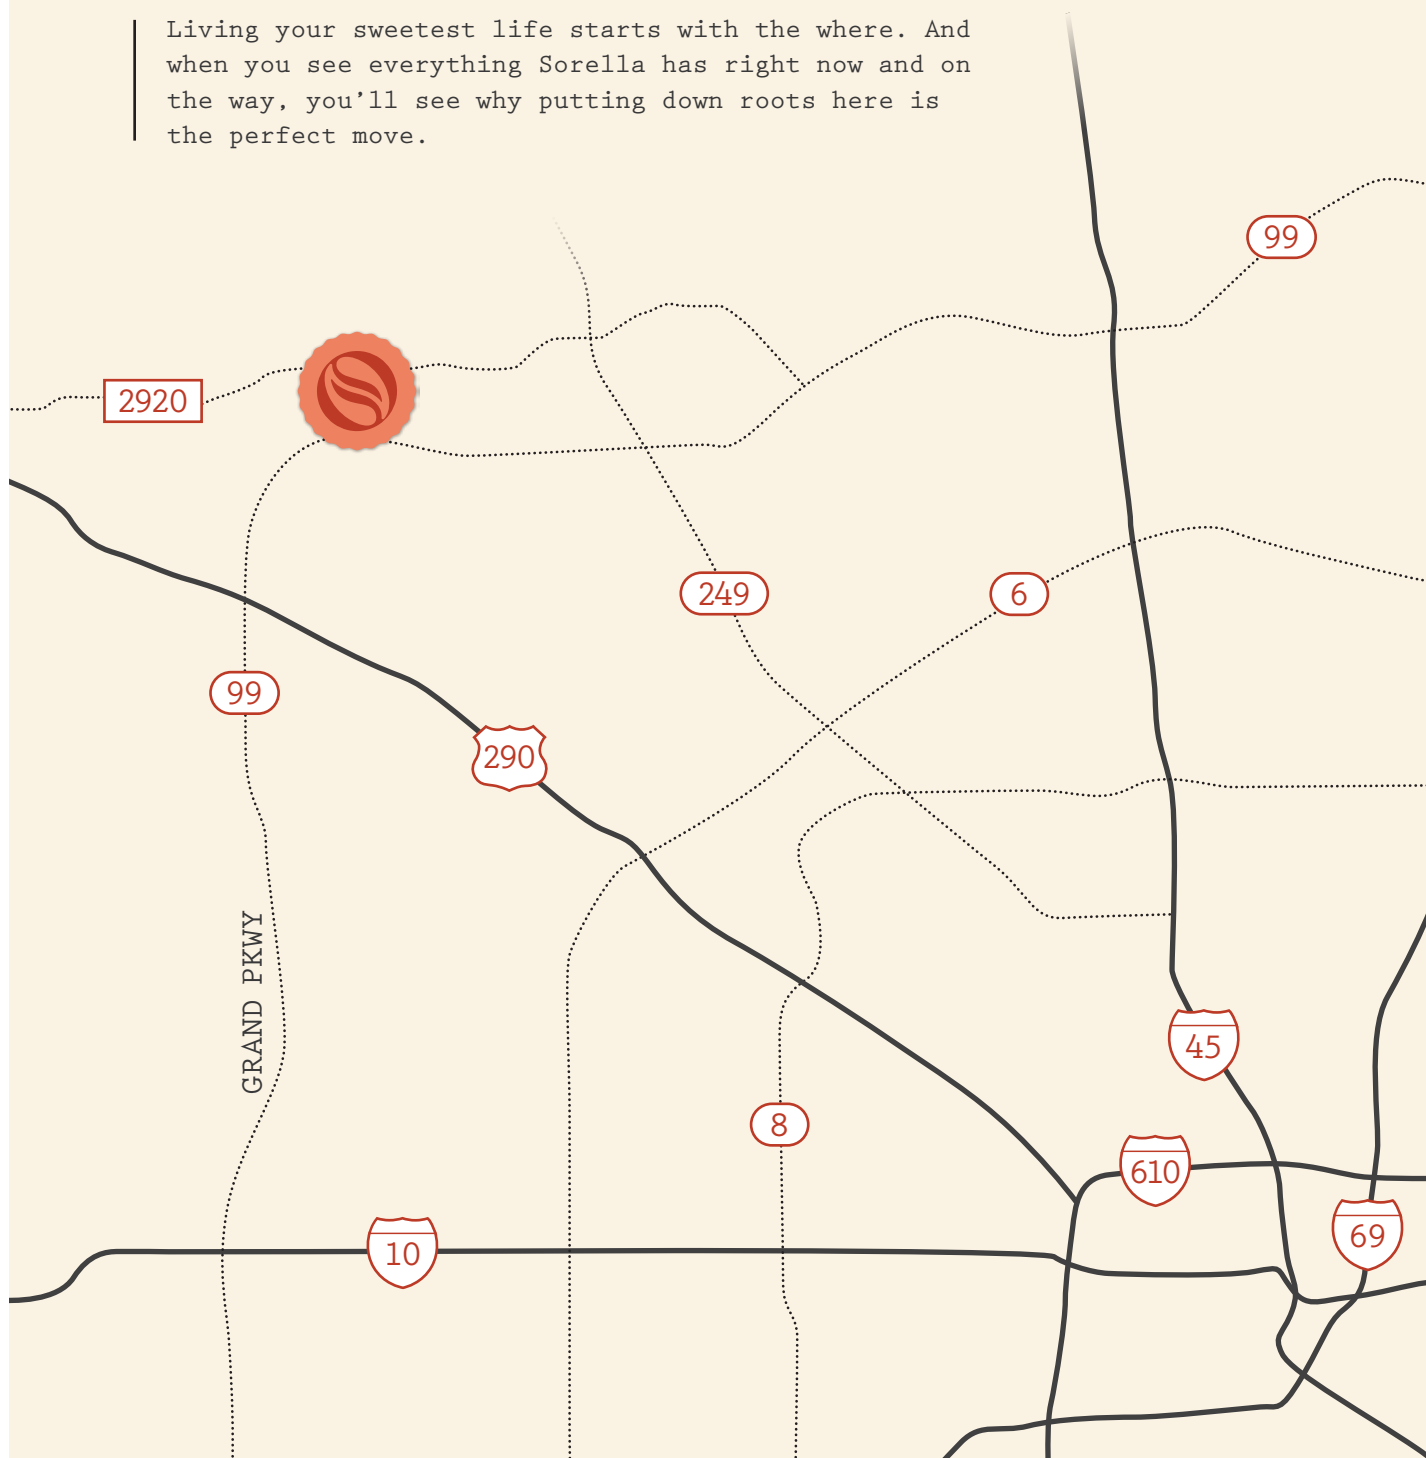 Living your sweetest life starts with the where. And
when you see everything Sorella has right now and on
the way, you’ll see why putting down roots here is
the perfect move.
99
2920
249
6
99
290
GRAND PKWY
45
8
610
69
10